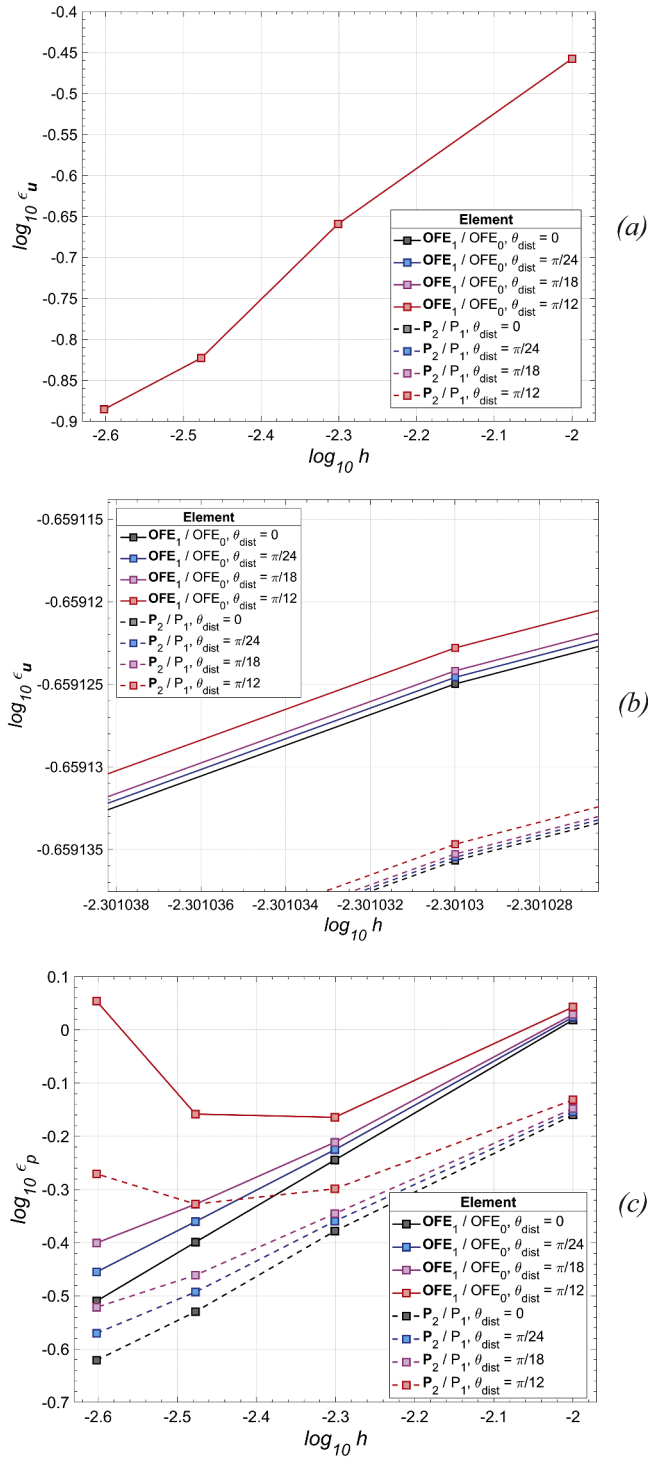 -0.4
-0.45
-0.5
-0.55
-0.6
-0.65
-0.7
-0.75
-0.8
-0.85
-0.9
log10 ϵu
Element
OFE1 / OFE0, θdist = 0
OFE1 / OFE0, θdist = π/24
OFE1 / OFE0, θdist = π/18
OFE1 / OFE0, θdist = π/12
P2 / P1, θdist = 0
P2 / P1, θdist = π/24
P2 / P1, θdist = π/18
P2 / P1, θdist = π/12
(a)
-2.6 -2.5 -2.4 -2.3 -2.2 -2.1 -2
log10 h
-0.659115
-0.65912
-0.659125
-0.65913
-0.659135
log10 ϵu
Element
OFE1 / OFE0, θdist = 0
OFE1 / OFE0, θdist = π/24
OFE1 / OFE0, θdist = π/18
OFE1 / OFE0, θdist = π/12
P2 / P1, θdist = 0
P2 / P1, θdist = π/24
P2 / P1, θdist = π/18
P2 / P1, θdist = π/12
(b)
-2.301038 -2.301036 -2.301034 -2.301032 -2.30103 -2.301028
log10 h
0.1
0
-0.1
-0.2
-0.3
-0.4
-0.5
-0.6
-0.7
log10 ϵp
Element
OFE1 / OFE0, θdist = 0
OFE1 / OFE0, θdist = π/24
OFE1 / OFE0, θdist = π/18
OFE1 / OFE0, θdist = π/12
P2 / P1, θdist = 0
P2 / P1, θdist = π/24
P2 / P1, θdist = π/18
P2 / P1, θdist = π/12
(c)
-2.6 -2.5 -2.4 -2.3 -2.2 -2.1 -2
log10 h